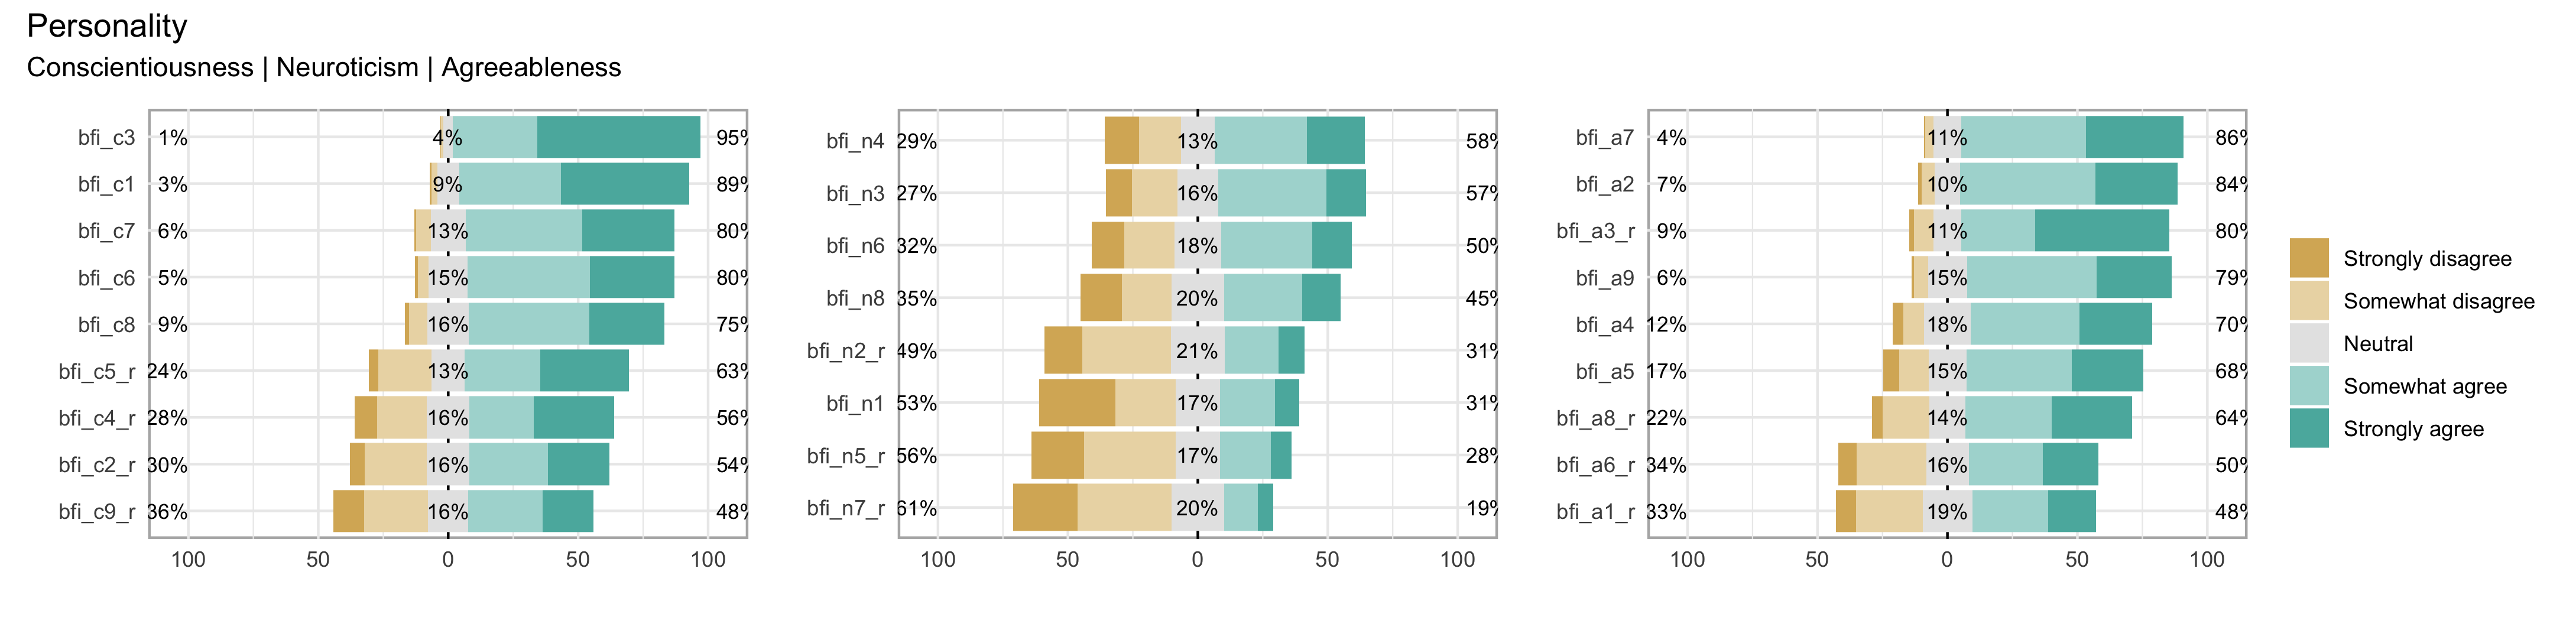 Personality
Conscientiousness | Neuroticism | Agreeableness
bfi_c3 1% 4% 95%
bfi_c1 3% 9% 89%
bfi_c7 6% 13% 80%
bfi_c6 5% 15% 80%
bfi_c8 9% 16% 75%
bfi_c5_r 24% 13% 63%
bfi_c4_r 28% 16% 56%
bfi_c2_r 30% 16% 54%
bfi_c9_r 36% 16% 48%
100 50 0 50 100
bfi_n4 29% 13% 58%
bfi_n3 27% 16% 57%
bfi_n6 32% 18% 50%
bfi_n8 35% 20% 45%
bfi_n2_r 49% 21% 31%
bfi_n1 53% 17% 31%
bfi_n5_r 56% 17% 28%
bfi_n7_r 61% 20% 19%
100 50 0 50 100
bfi_a7 4% 11% 86%
bfi_a2 7% 10% 84%
bfi_a3_r 9% 11% 80%
bfi_a9 6% 15% 79%
bfi_a4 12% 18% 70%
bfi_a5 17% 15% 68%
bfi_a8_r 22% 14% 64%
bfi_a6_r 34% 16% 50%
bfi_a1_r 33% 19% 48%
100 50 0 50 100
Strongly disagree
Somewhat disagree
Neutral
Somewhat agree
Strongly agree